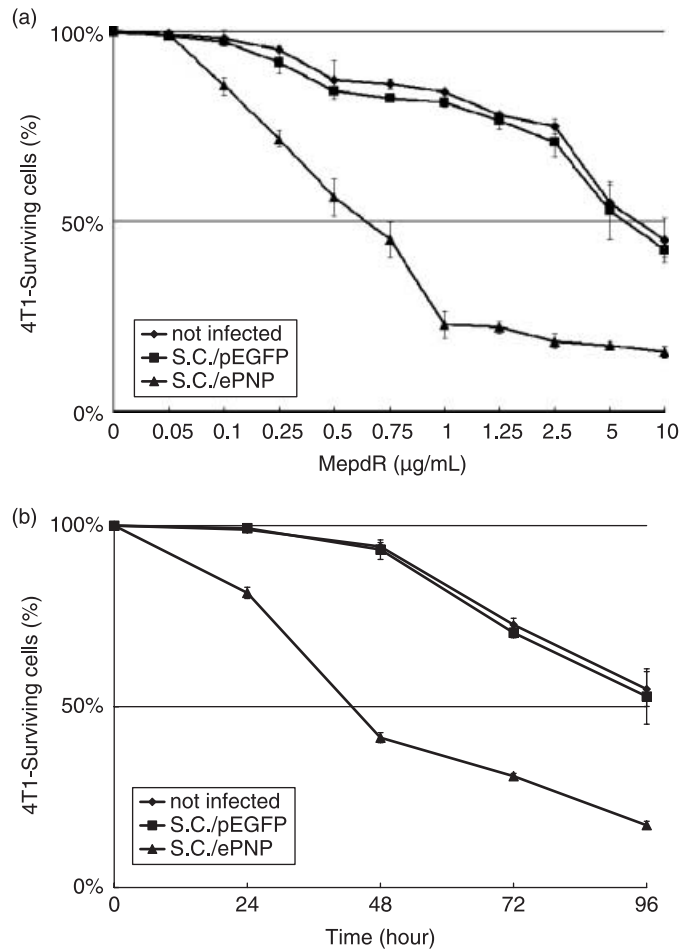 (a)
100%
50%
0%
4T1-Surviving cells (%)
not infected
S.C./pEGFP
S.C./ePNP
0 0.05 0.1 0.25 0.5 0.75 1 1.25 2.5 5 10
MepdR (µg/mL)
(b)
100%
50%
0%
4T1-Surviving cells (%)
not infected
S.C./pEGFP
S.C./ePNP
0 24 48 72 96
Time (hour)